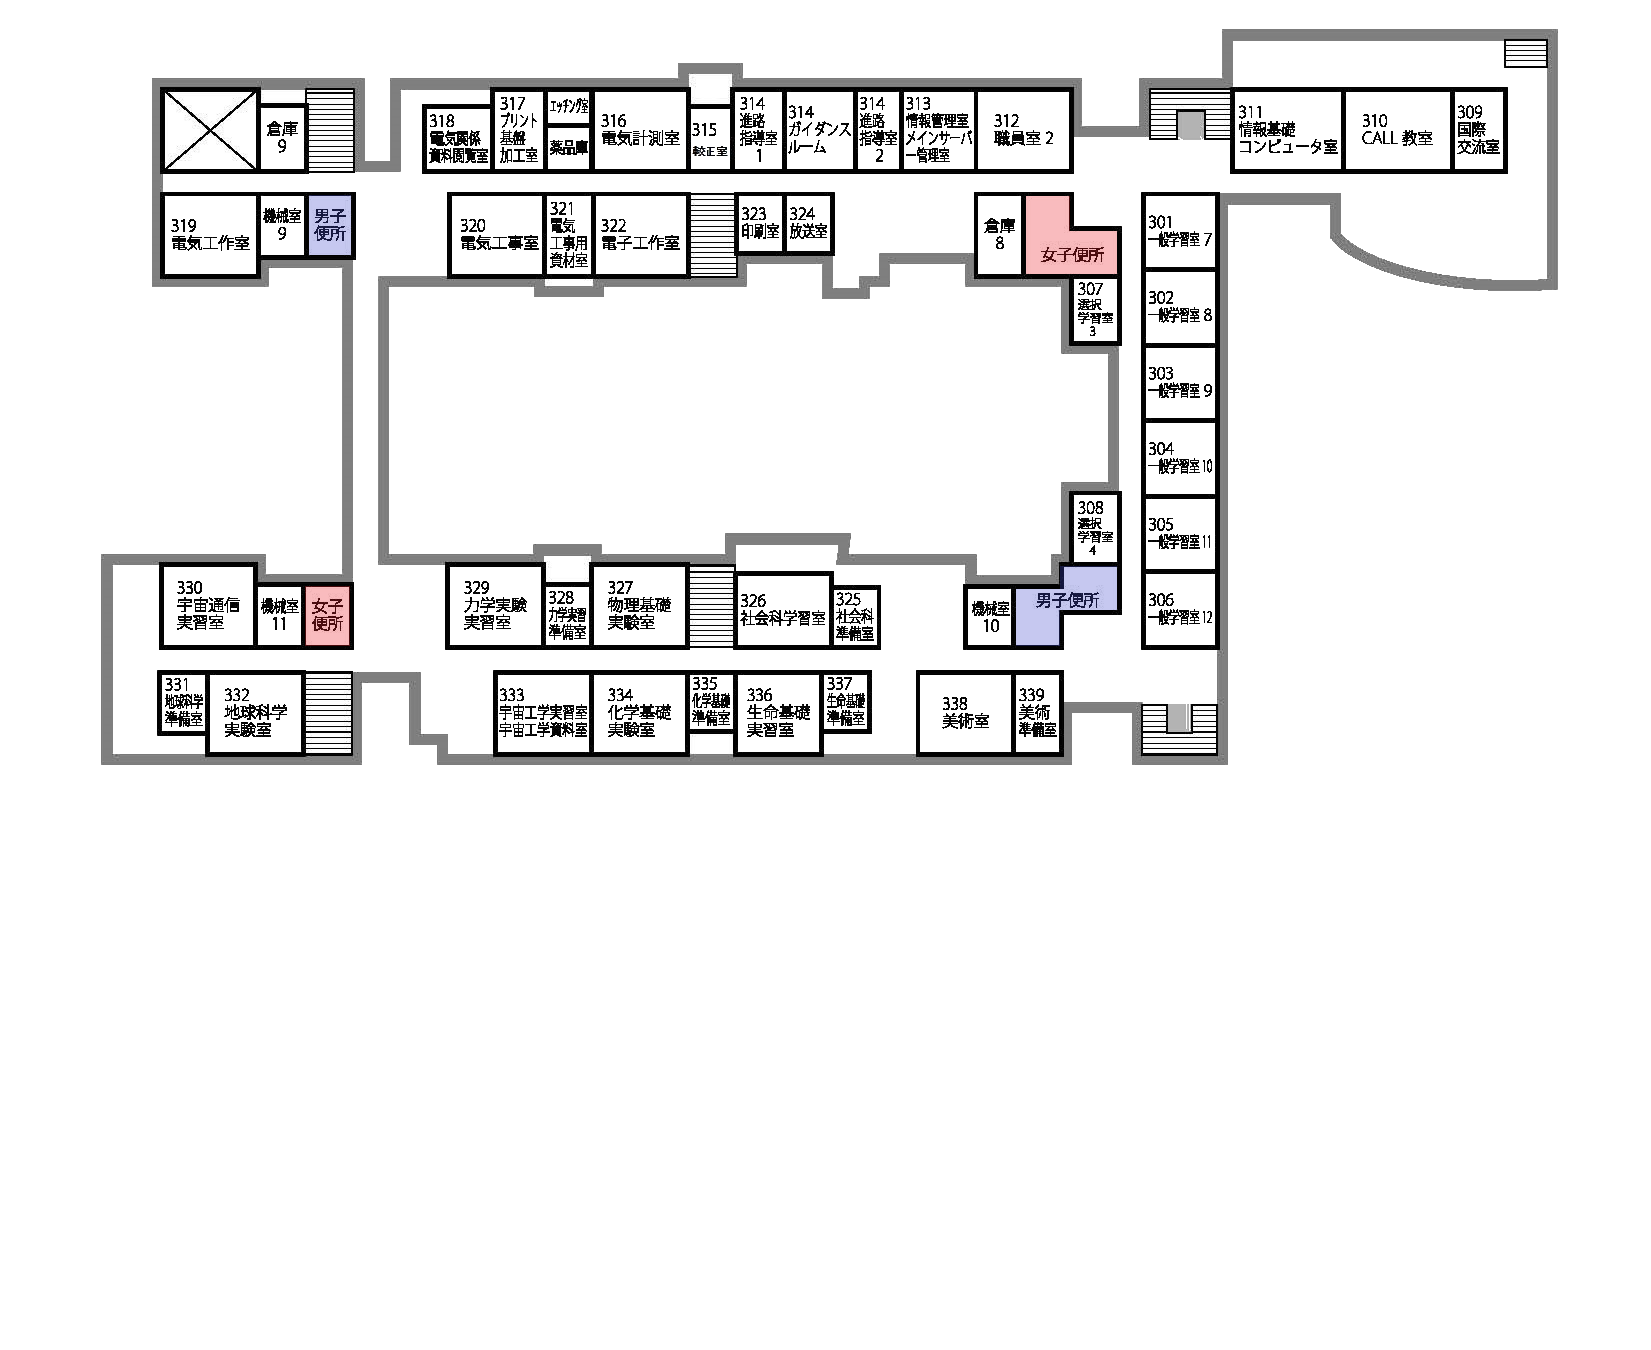 倉庫
9
318
電気関係
資料閲覧室
317
プリント
基盤
加工室
エッチング室
薬品庫
316
電気計測室
315
較正室
314
進路
指導室
1
314
ガイダンス
ルーム
314
進路
指導室
2
313
情報管理室
メインサーバ
ー管理室
312
職員室 2
311
情報基礎
コンピュータ室
310
CALL 教室
309
国際
交流室
319
電気工作室
機械室
9
男子
便所
320
電気工事室
321
電気
工事用
資材室
322
電子工作室
323
印刷室
324
放送室
倉庫
8
女子便所
307
選択
学習室
3
301
一般学習室 7
302
一般学習室 8
303
一般学習室 9
304
一般学習室 10
305
一般学習室 11
306
一般学習室 12
308
選択
学習室
4
330
宇宙通信
実習室
機械室
11
女子
便所
329
力学実験
実習室
328
力学実習
準備室
327
物理基礎
実験室
326
社会科学習室
325
社会科
準備室
機械室
10
男子便所
331
地球科学
準備室
332
地球科学
実験室
333
宇宙工学実習室
宇宙工学資料室
334
化学基礎
実験室
335
化学基礎
準備室
336
生命基礎
実習室
337
生命基礎
準備室
338
美術室
339
美術
準備室